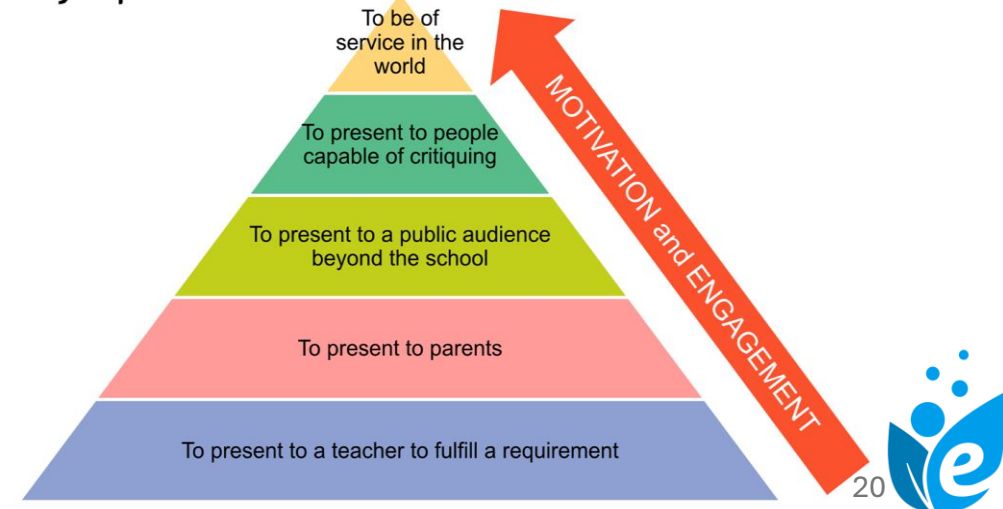 To be of
service in the
world
To present to people
capable of critiquing
To present to a public audience
beyond the school
To present to parents
To present to a teacher to fulfill a requirement
MOTIVATION and ENGAGEMENT
20
e